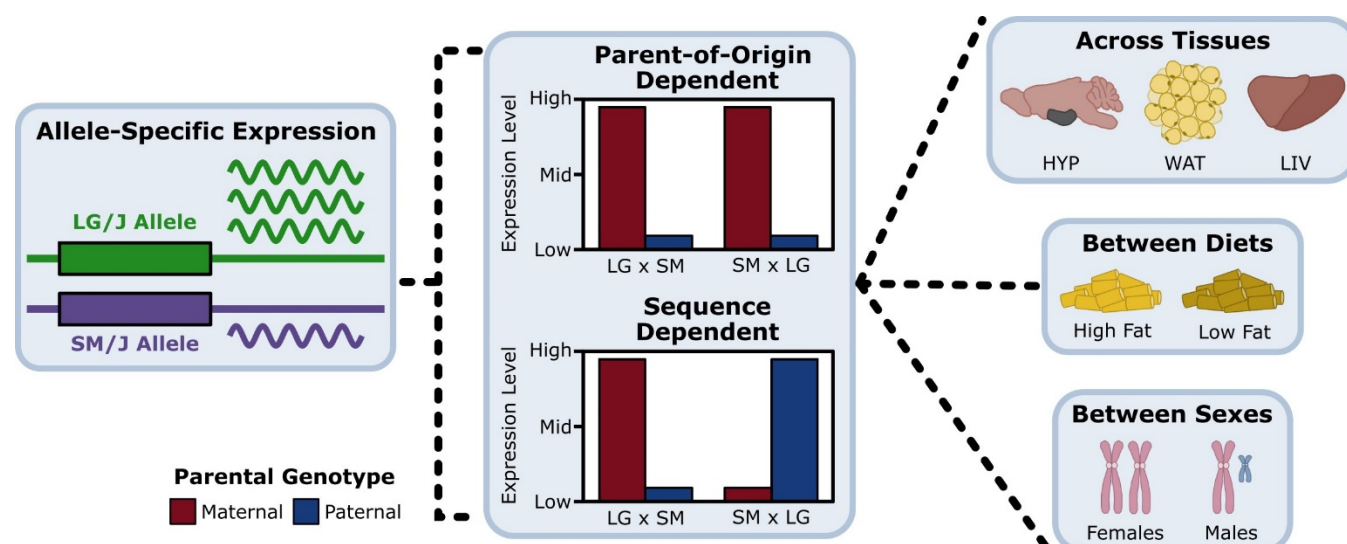 Allele-Specific Expression
LG/J Allele
SM/J Allele
Parental Genotype
Maternal Paternal
Parent-of-Origin
Dependent
Expression Level
High
Mid
Low
LG x SM SM x LG
Sequence
Dependent
Expression Level
High
Mid
Low
LG x SM SM x LG
Across Tissues
HYP WAT LIV
Between Diets
High Fat Low Fat
Between Sexes
Females Males